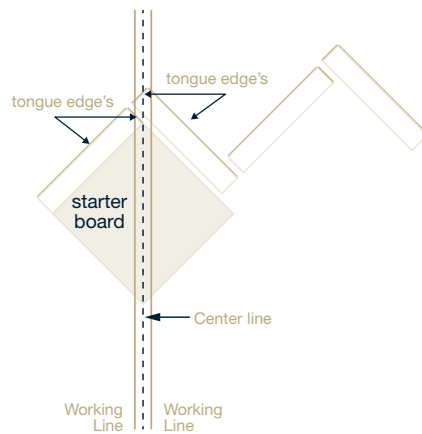 tongue edge's
tongue edge's
starter
board
Center line
Working
Line
Working
Line